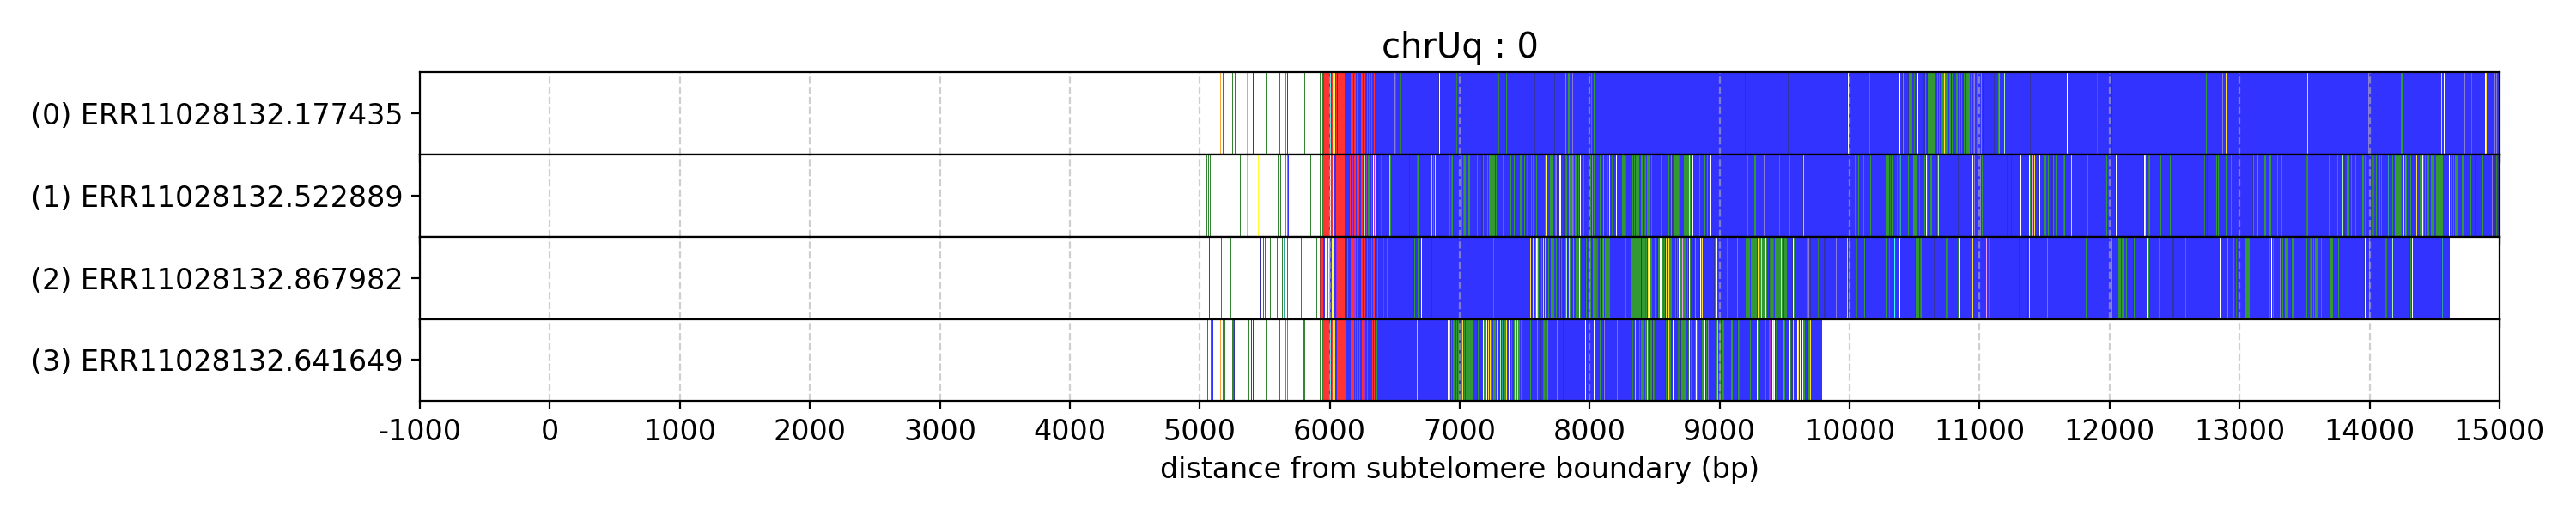 chrUq : 0
(0) ERR11028132.177435
(1) ERR11028132.522889
(2) ERR11028132.867982
(3) ERR11028132.641649
-1000 0 1000 2000 3000 4000 5000 6000 7000 8000 9000 10000 11000 12000 13000 14000 15000
distance from subtelomere boundary (bp)